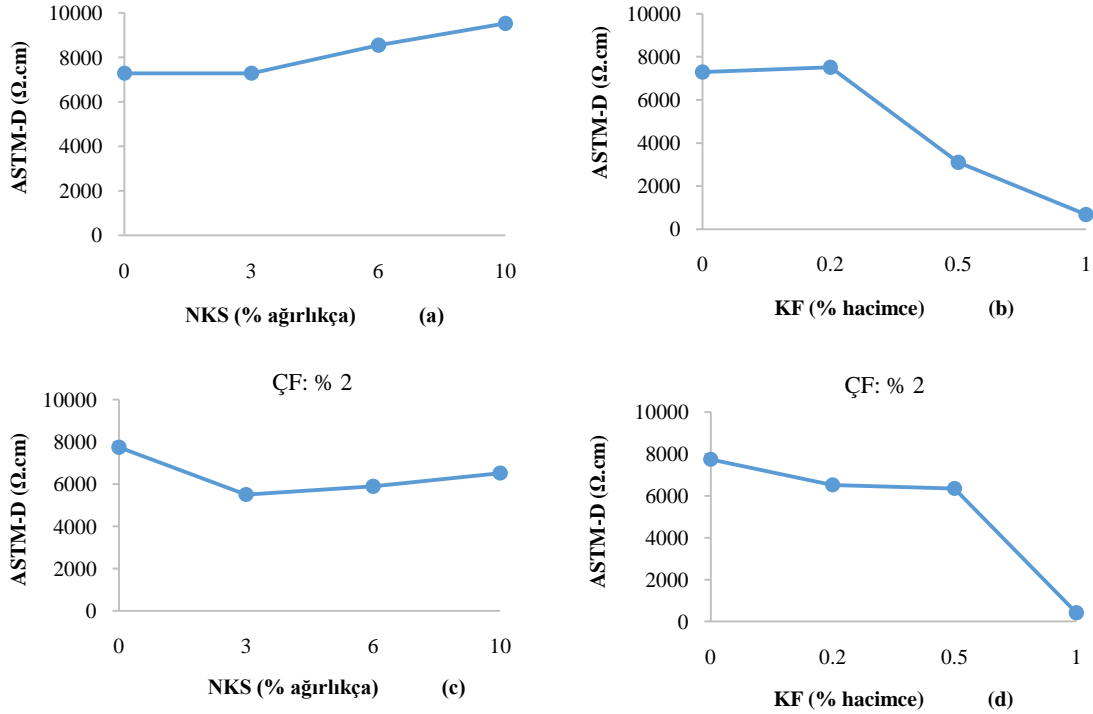 ASTM-D (Ω.cm)
10000
8000
6000
4000
2000
0
0 3 6 10
NKS (% ağırlıkça) (a)
ASTM-D (Ω.cm)
10000
8000
6000
4000
2000
0
0 0.2 0.5 1
KF (% hacimce) (b)
ÇF: % 2
ASTM-D (Ω.cm)
10000
8000
6000
4000
2000
0
0 3 6 10
NKS (% ağırlıkça) (c)
ÇF: % 2
ASTM-D (Ω.cm)
10000
8000
6000
4000
2000
0
0 0.2 0.5 1
KF (% hacimce) (d)